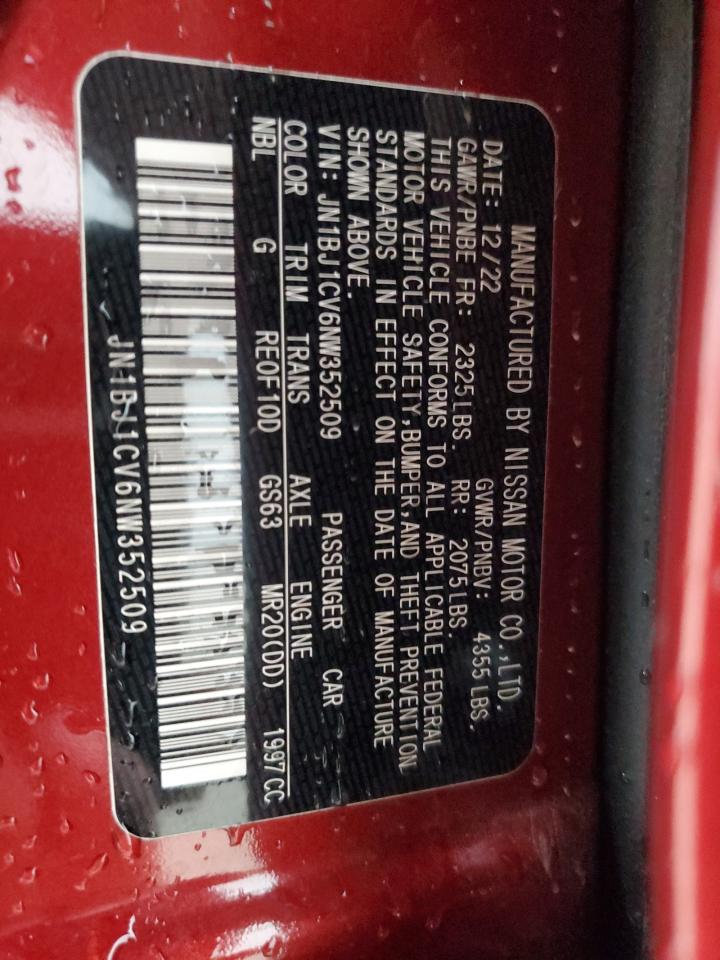 MANUFACTURED BY NISSAN MOTOR CO.,LTD.
DATE: 12/22 GVWR/PNBV: 4355 LBS.
GAWR/PNBE FR: 2325 LBS. RR: 2075 LBS.
THIS VEHICLE CONFORMS TO ALL APPLICABLE FEDERAL
MOTOR VEHICLE SAFETY,BUMPER,AND THEFT PREVENTION
STANDARDS IN EFFECT ON THE DATE OF MANUFACTURE
SHOWN ABOVE.
VIN: JN1BJ1CV6NW352509 PASSENGER CAR
COLOR TRIM TRANS AXLE ENGINE
NBL G REOF10D GS63 MR20(DD) 1997CC
JN1BJ1CV6NW352509